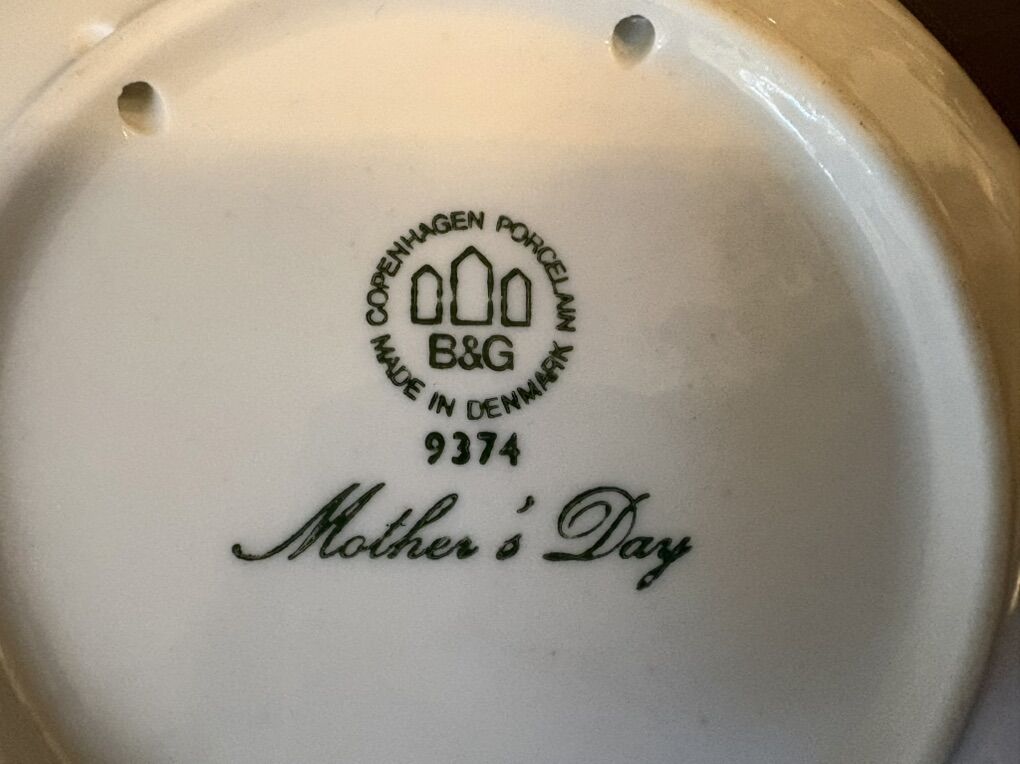 COPENHAGEN PORCELAIN
B&G
MADE IN DENMARK
9374
Mother's Day